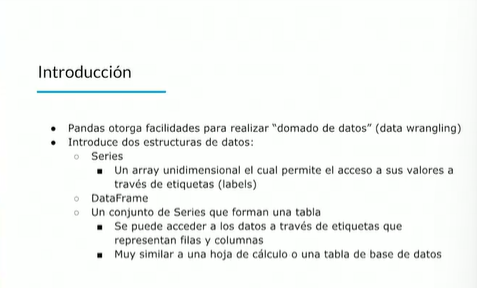 Introducción
● Pandas otorga facilidades para realizar “domado de datos” (data wrangling)
● Introduce dos estructuras de datos:
○ Series
■ Un array unidimensional el cual permite el acceso a sus valores a
través de etiquetas (labels)
○ DataFrame
○ Un conjunto de Series que forman una tabla
■ Se puede acceder a los datos a través de etiquetas que
representan filas y columnas
■ Muy similar a una hoja de cálculo o una tabla de base de datos